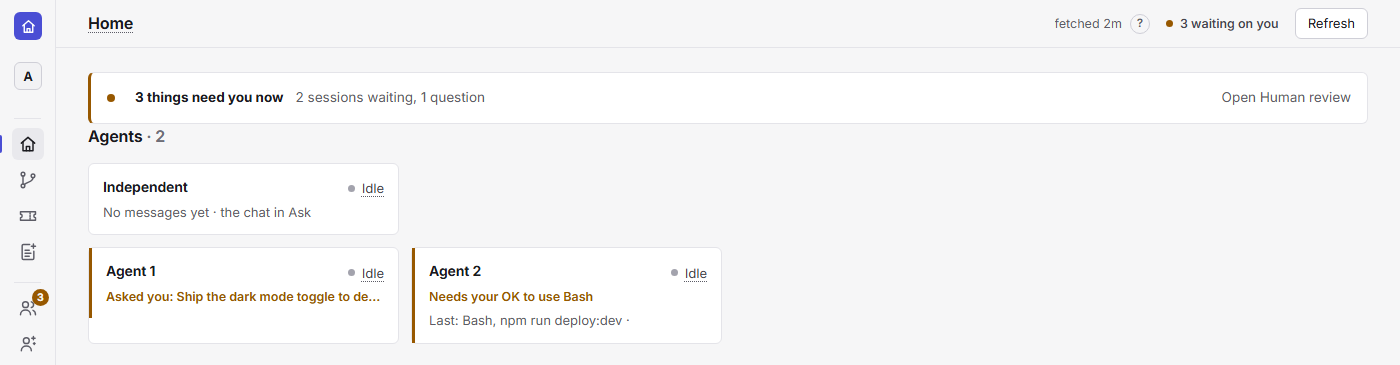 Home
fetched 2m ? 3 waiting on you Refresh
A
3 things need you now 2 sessions waiting, 1 question Open Human review
Agents · 2
Independent Idle
No messages yet · the chat in Ask
Agent 1 Idle
Asked you: Ship the dark mode toggle to de...
Agent 2 Idle
Needs your OK to use Bash
Last: Bash, npm run deploy:dev ·
3